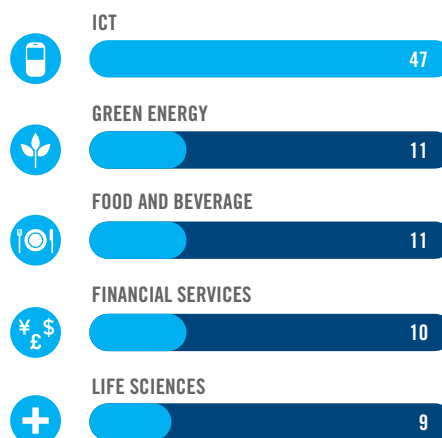 ICT
47
GREEN ENERGY
11
FOOD AND BEVERAGE
11
FINANCIAL SERVICES
¥ $
£
10
LIFE SCIENCES
9